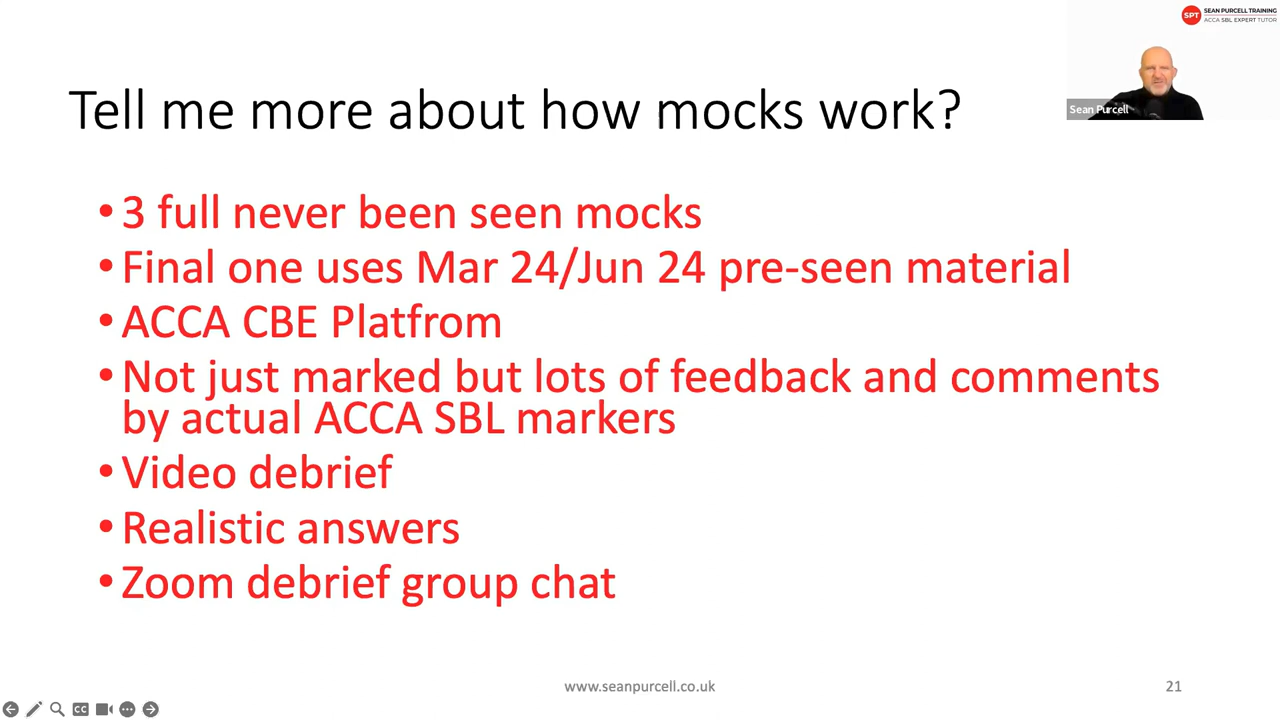 SPT SEAN PURCELL TRAINING
ACCA SBL EXPERT TUTOR
Sean Purcell
Tell me more about how mocks work?
• 3 full never been seen mocks
• Final one uses Mar 24/Jun 24 pre-seen material
• ACCA CBE Platfrom
• Not just marked but lots of feedback and comments
by actual ACCA SBL markers
• Video debrief
• Realistic answers
• Zoom debrief group chat
www.seanpurcell.co.uk
21
CC